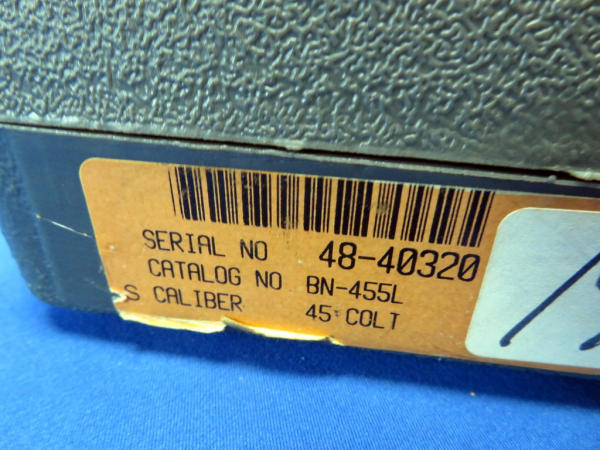 SERIAL NO 48-40320
CATALOG NO BN-455L
S CALIBER 45 COLT